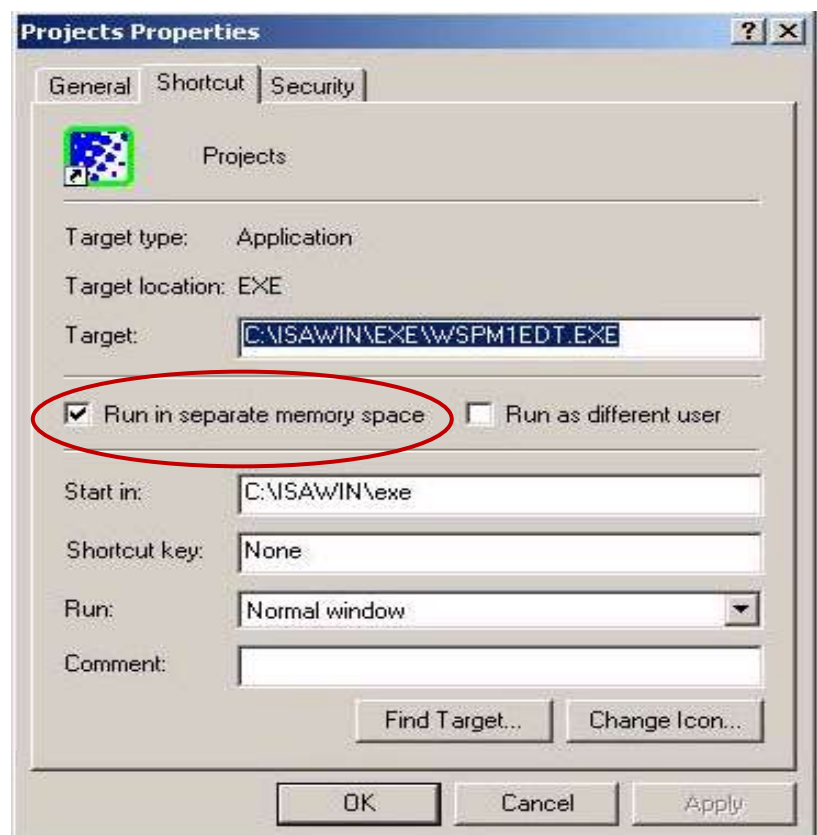 Projects Properties
General Shortcut Security
Projects
Target type: Application
Target location: EXE
Target: C:\ISAWIN\EXE\WSPM1EDT.EXE
Run in separate memory space Run as different user
Start in: C:\ISAWIN\exe
Shortcut key: None
Run: Normal window
Comment:
Find Target... Change Icon...
OK Cancel Apply